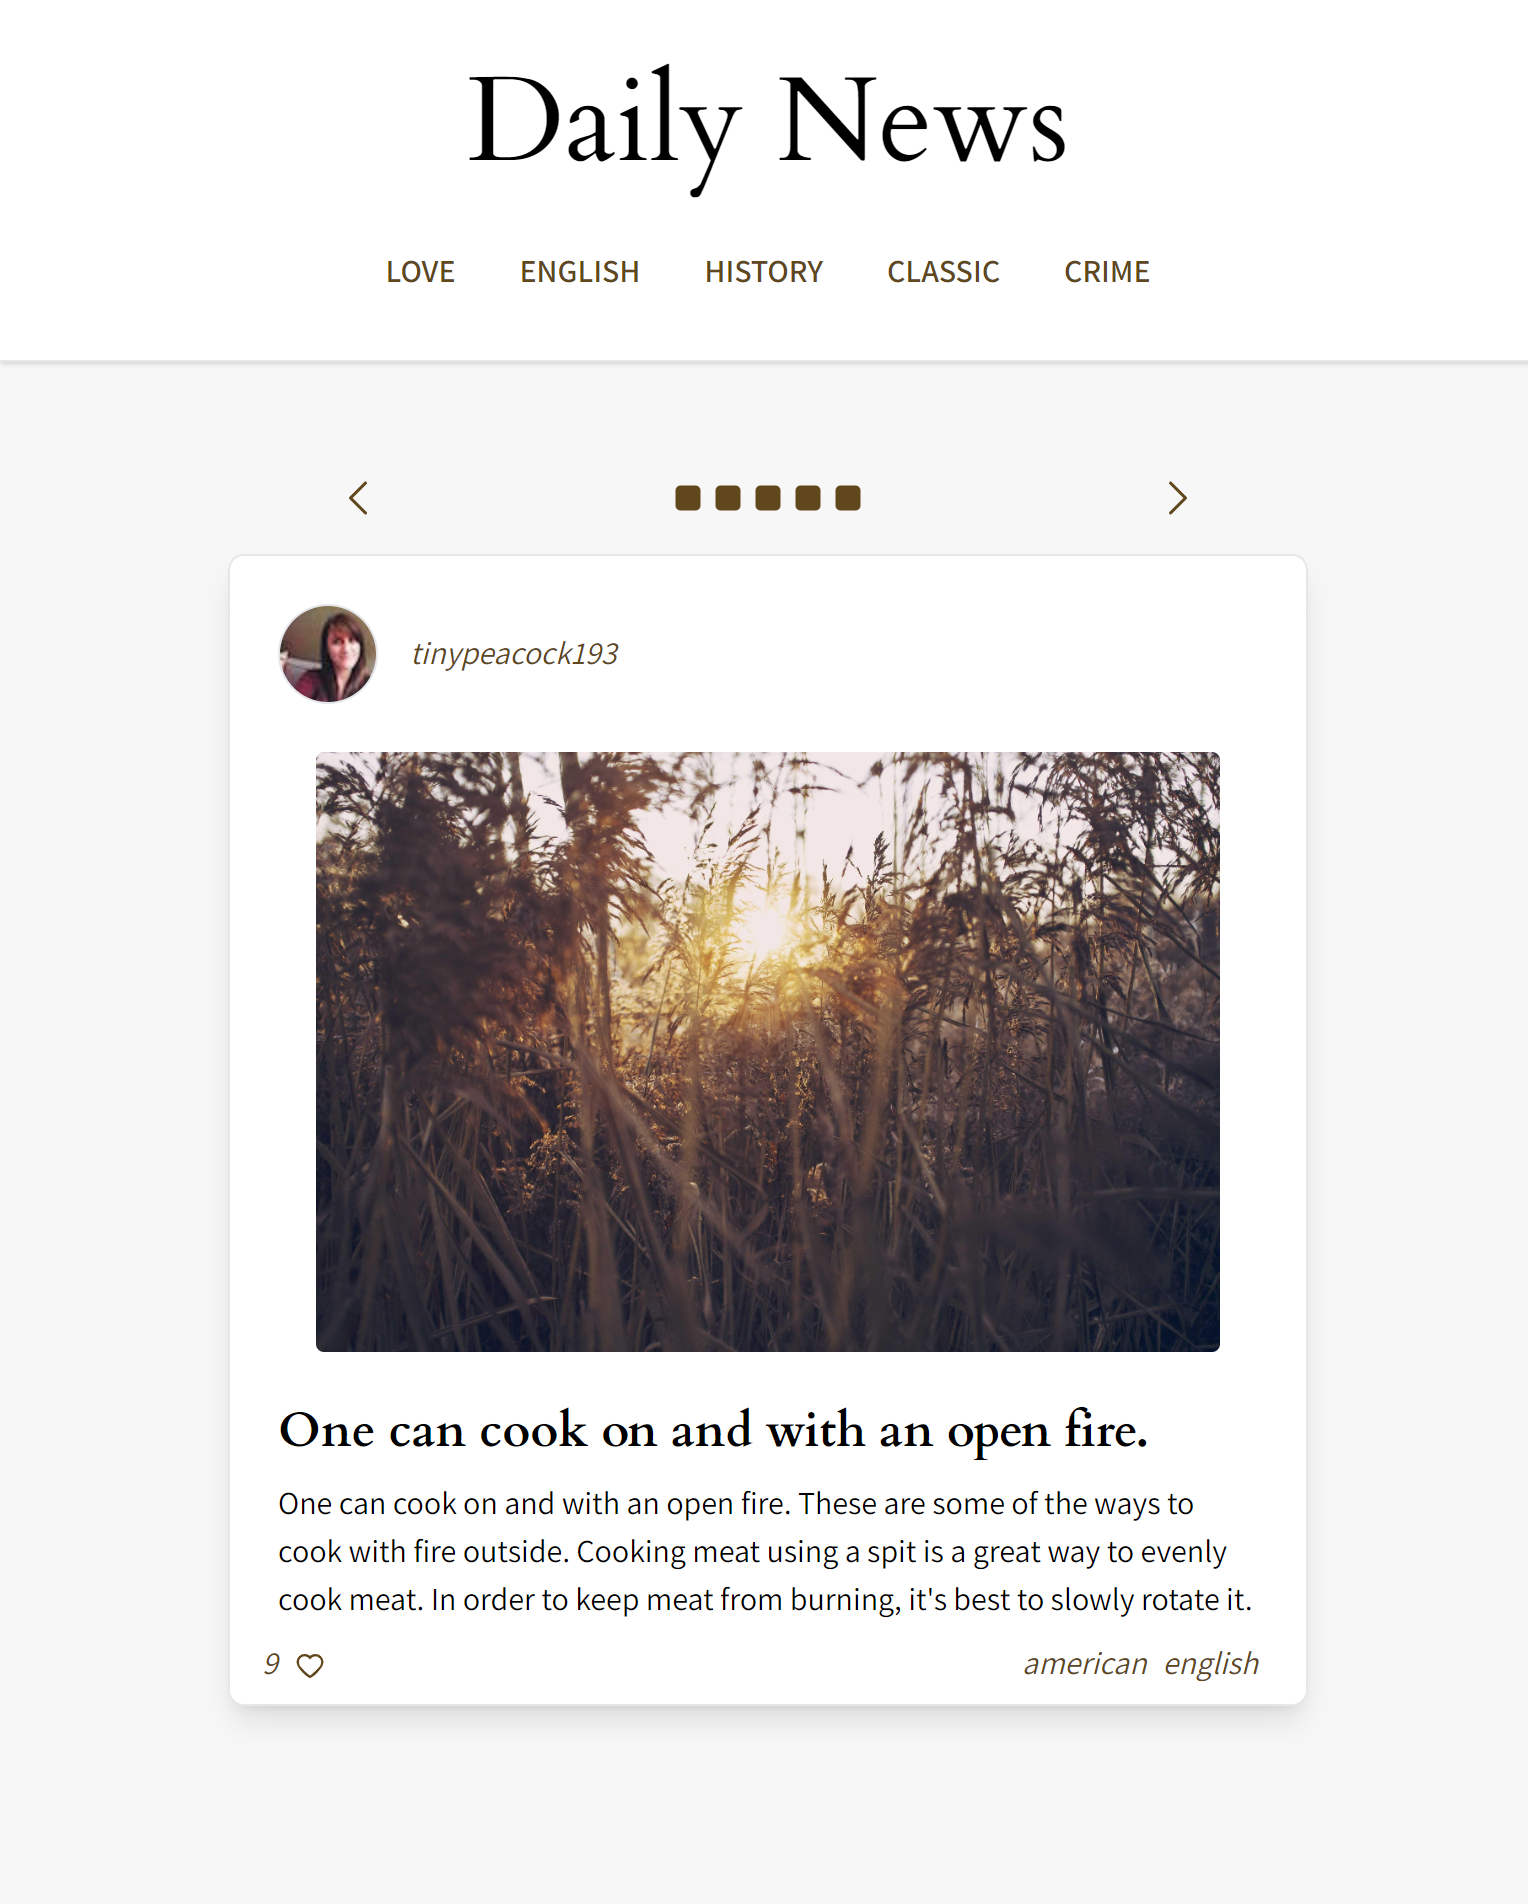 Daily News
LOVE ENGLISH HISTORY CLASSIC CRIME
tinypeacock193
One can cook on and with an open fire.
One can cook on and with an open fire. These are some of the ways to
cook with fire outside. Cooking meat using a spit is a great way to evenly
cook meat. In order to keep meat from burning, it's best to slowly rotate it.
9 american english